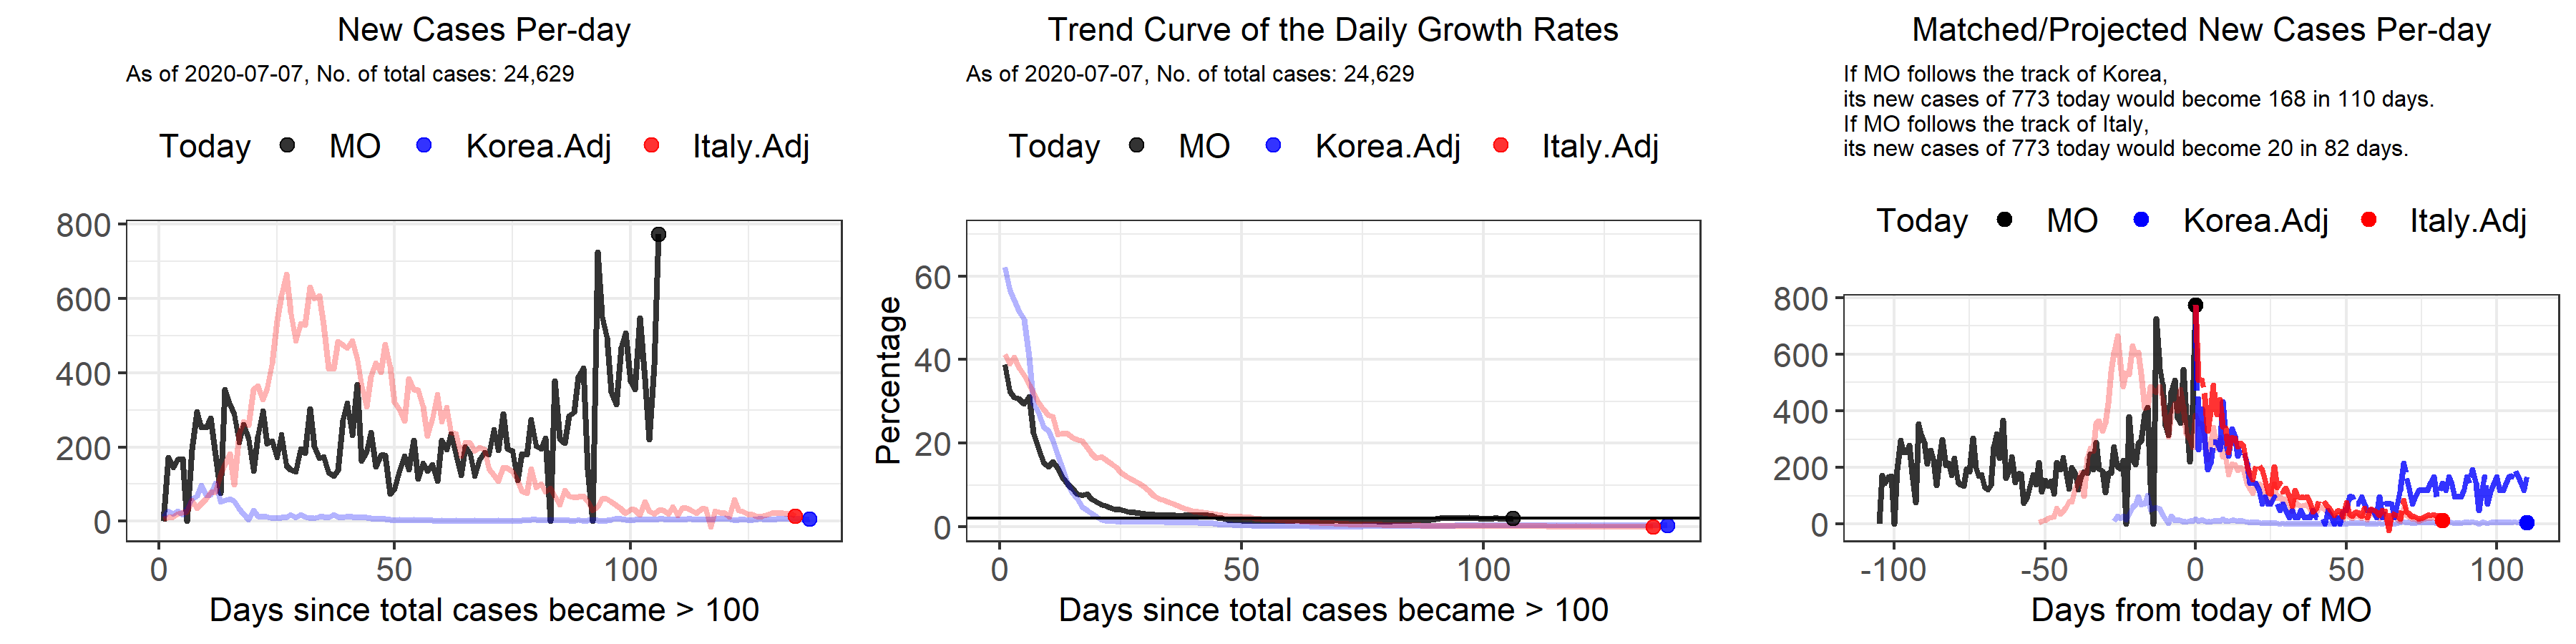 New Cases Per-day
As of 2020-07-07, No. of total cases: 24,629
Today MO Korea.Adj Italy.Adj
800
600
400
200
0
0 50 100
Days since total cases became > 100
Trend Curve of the Daily Growth Rates
As of 2020-07-07, No. of total cases: 24,629
Today MO Korea.Adj Italy.Adj
Percentage
60
40
20
0
0 50 100
Days since total cases became > 100
Matched/Projected New Cases Per-day
If MO follows the track of Korea,
its new cases of 773 today would become 168 in 110 days.
If MO follows the track of Italy,
its new cases of 773 today would become 20 in 82 days.
Today MO Korea.Adj Italy.Adj
800
600
400
200
0
-100 -50 0 50 100
Days from today of MO